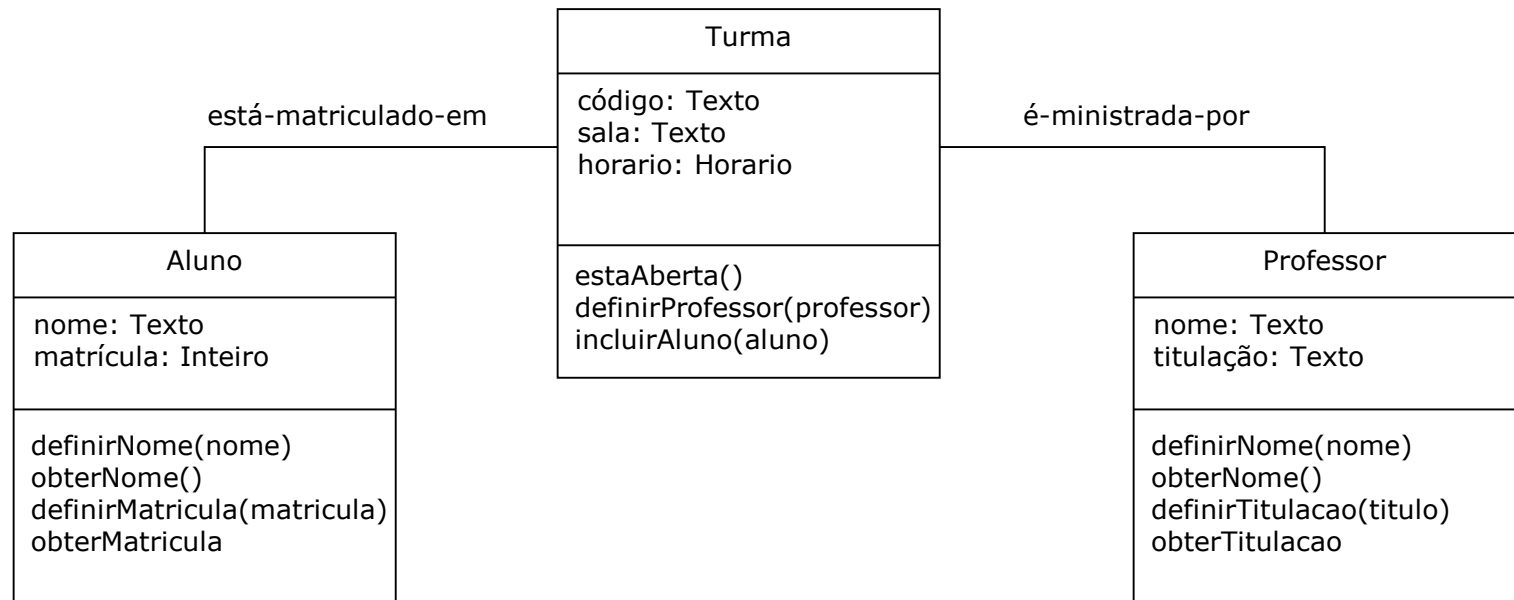 Turma
código: Texto
sala: Texto
horario: Horario
estaAberta()
definirProfessor(professor)
incluirAluno(aluno)
está-matriculado-em
é-ministrada-por
Aluno
nome: Texto
matrícula: Inteiro
definirNome(nome)
obterNome()
definirMatricula(matricula)
obterMatricula
Professor
nome: Texto
titulação: Texto
definirNome(nome)
obterNome()
definirTitulacao(titulo)
obterTitulacao